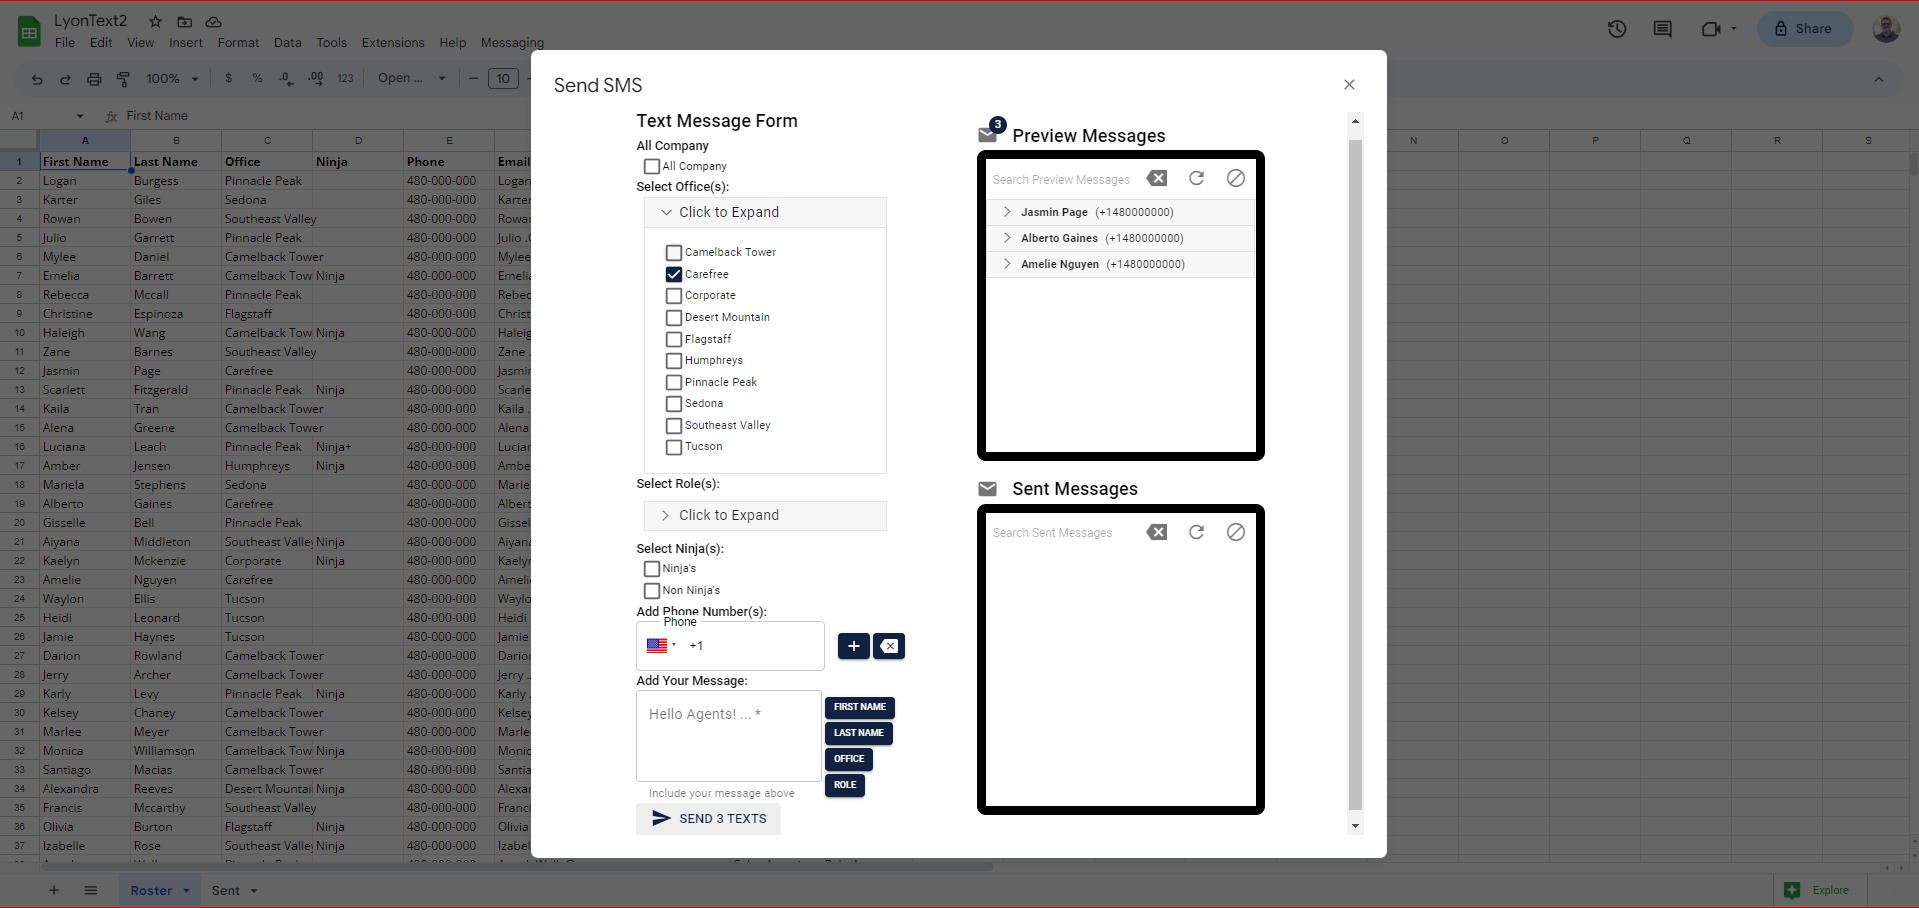 LyonText2
File Edit View Insert Format Data Tools Extensions Help Messaging
Share
100% $ % .0 .00 123 Open ... 10
A1 fx First Name
A B C D E N O P Q R S
1 First Name Last Name Office Ninja Phone Email
2 Logan Burgess Pinnacle Peak 480-000-000 Logan
3 Karter Giles Sedona 480-000-000 Karter
4 Rowan Bowen Southeast Valley 480-000-000 Rowan
5 Julio Garrett Pinnacle Peak 480-000-000 Julio .
6 Mylee Daniel Camelback Tower 480-000-000 Mylee
7 Emelia Barrett Camelback Tow Ninja 480-000-000 Emelia
8 Rebecca Mccall Pinnacle Peak 480-000-000 Rebec
9 Christine Espinoza Flagstaff 480-000-000 Christ
10 Haleigh Wang Camelback Tow Ninja 480-000-000 Haleig
11 Zane Barnes Southeast Valley 480-000-000 Zane .
12 Jasmin Page Carefree 480-000-000 Jasmin
13 Scarlett Fitzgerald Pinnacle Peak Ninja 480-000-000 Scarle
14 Kaila Tran Camelback Tower 480-000-000 Kaila .
15 Alena Greene Camelback Tower 480-000-000 Alena
16 Luciana Leach Pinnacle Peak Ninja+ 480-000-000 Lucian
17 Amber Jensen Humphreys Ninja 480-000-000 Ambe
18 Mariela Stephens Sedona 480-000-000 Marie
19 Alberto Gaines Carefree 480-000-000 Albert
20 Gisselle Bell Pinnacle Peak 480-000-000 Gissel
21 Aiyana Middleton Southeast Valley Ninja 480-000-000 Aiyana
22 Kaelyn Mckenzie Corporate Ninja 480-000-000 Kaelyn
23 Amelie Nguyen Carefree 480-000-000 Ameli
24 Waylon Ellis Tucson 480-000-000 Waylo
25 Heidi Leonard Tucson 480-000-000 Heidi
26 Jamie Haynes Tucson 480-000-000 Jamie
27 Darion Rowland Camelback Tower 480-000-000 Dario
28 Jerry Archer Camelback Tower 480-000-000 Jerry .
29 Karly Levy Pinnacle Peak Ninja 480-000-000 Karly .
30 Kelsey Chaney Camelback Tower 480-000-000 Kelsey
31 Marlee Meyer Camelback Tower 480-000-000 Marlee
32 Monica Williamson Camelback Tow Ninja 480-000-000 Monic
33 Santiago Macias Camelback Tower 480-000-000 Santia
34 Alexandra Reeves Desert Mountai Ninja 480-000-000 Alexan
35 Francis Mccarthy Southeast Valley 480-000-000 Franci
36 Olivia Burton Flagstaff Ninja 480-000-000 Olivia
37 Izabelle Rose Southeast Valley Ninja 480-000-000 Izabel
Roster Sent Explore
Send SMS
Text Message Form
All Company
All Company
Select Office(s):
Click to Expand
Camelback Tower
Carefree
Corporate
Desert Mountain
Flagstaff
Humphreys
Pinnacle Peak
Sedona
Southeast Valley
Tucson
Select Role(s):
Click to Expand
Select Ninja(s):
Ninja's
Non Ninja's
Add Phone Number(s):
Phone
+1
Add Your Message:
Hello Agents! ... *
FIRST NAME
LAST NAME
OFFICE
ROLE
Include your message above
SEND 3 TEXTS
3
Preview Messages
Search Preview Messages
Jasmin Page (+1480000000)
Alberto Gaines (+1480000000)
Amelie Nguyen (+1480000000)
Sent Messages
Search Sent Messages